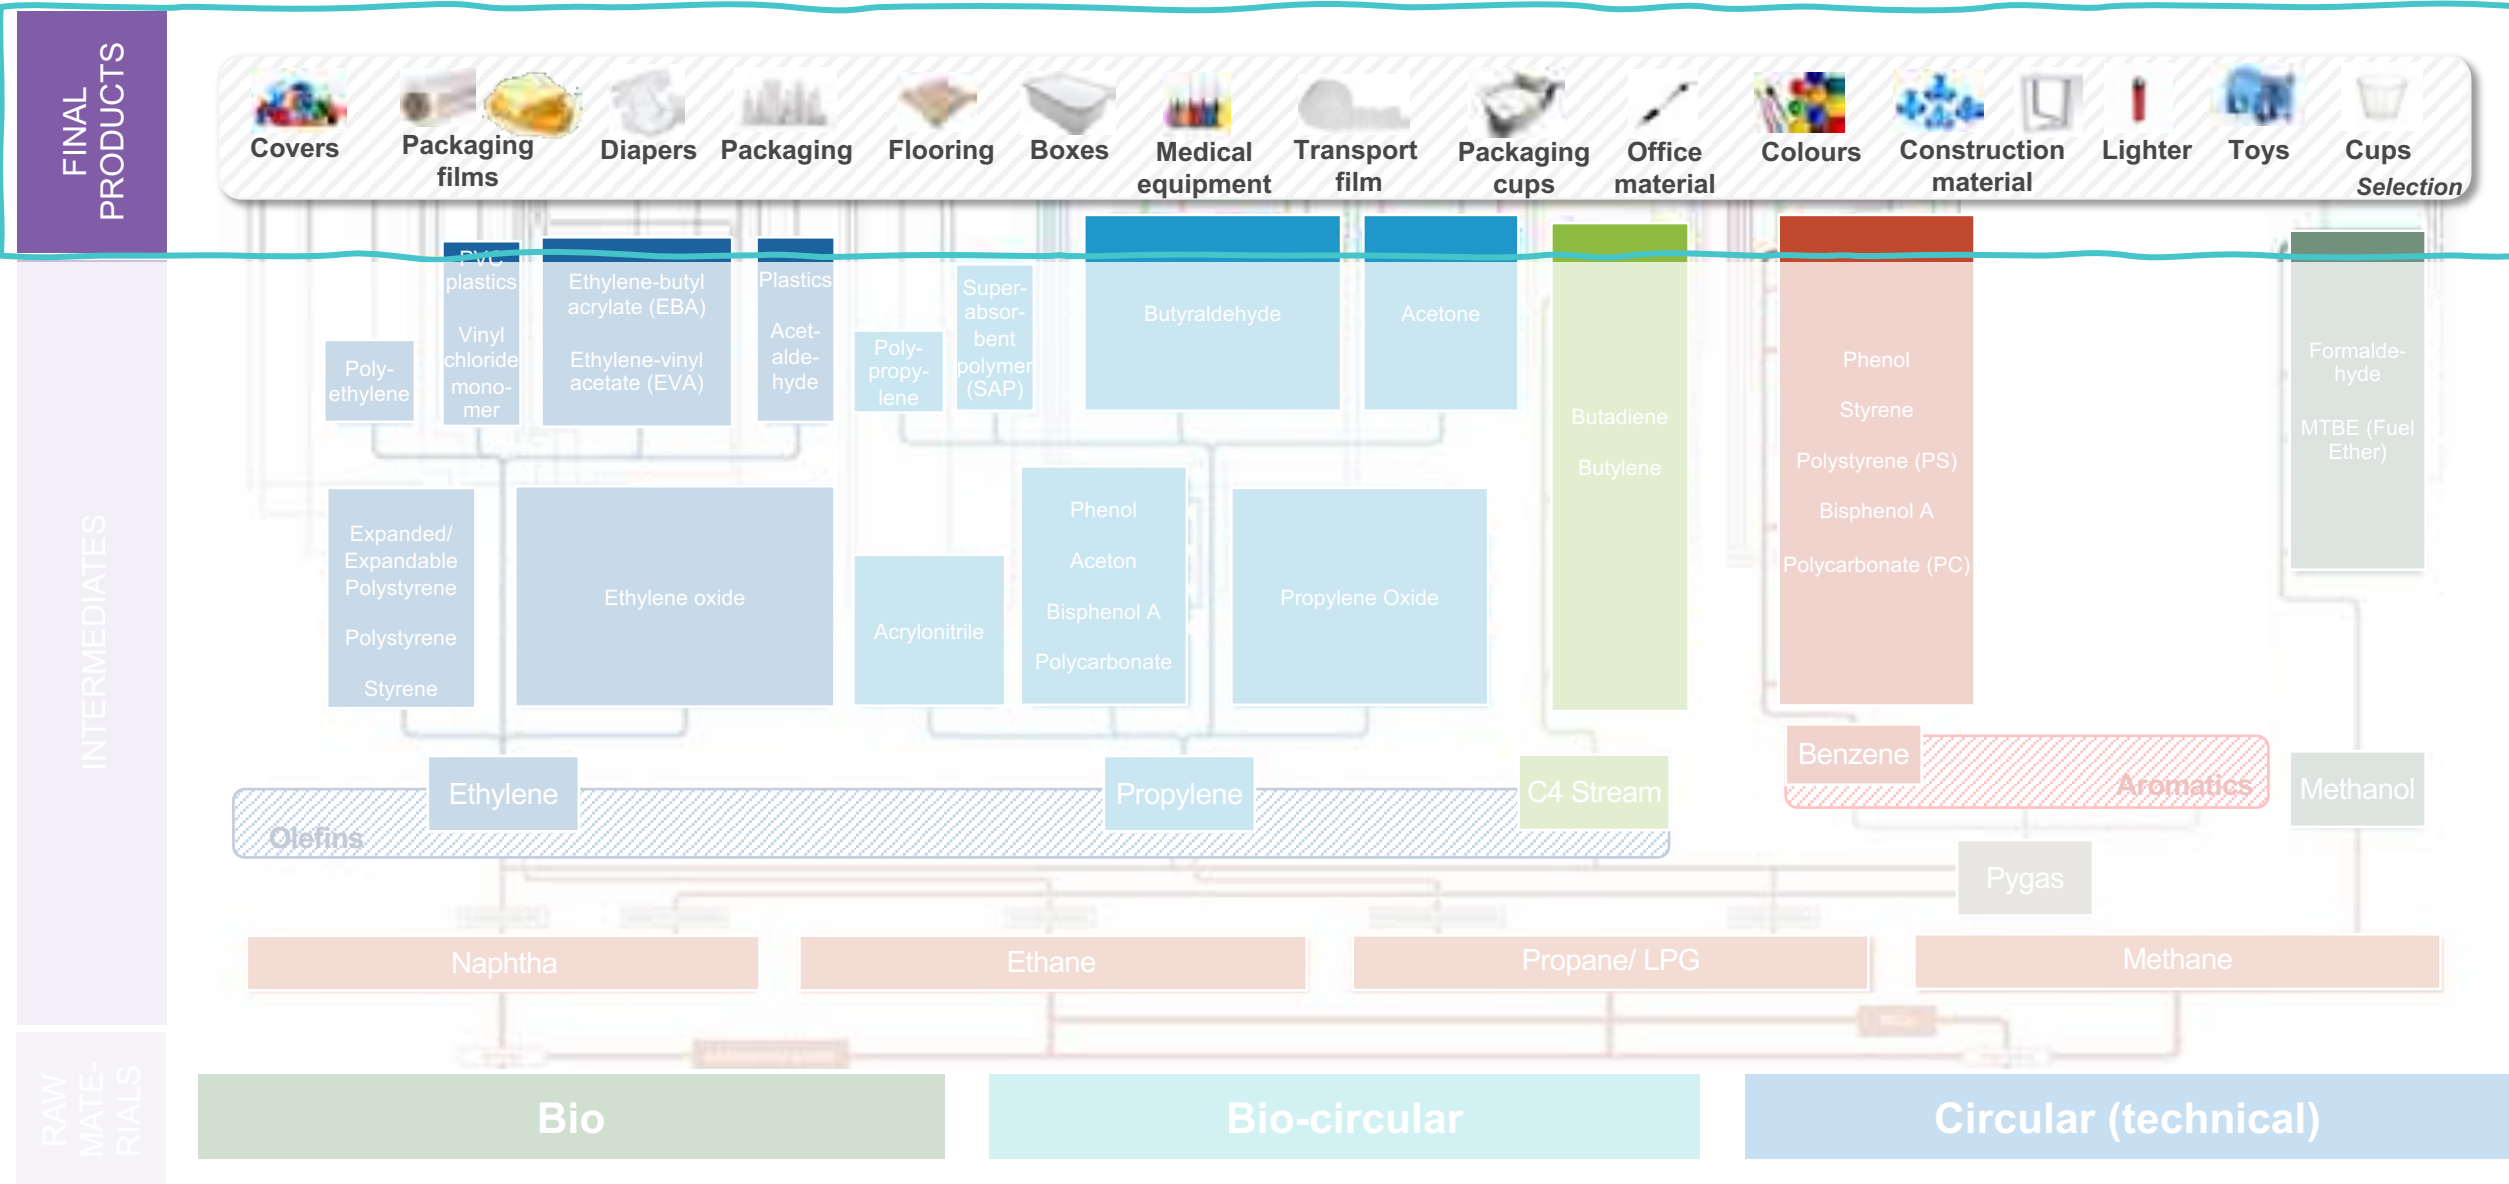 FINAL
PRODUCTS
Covers
Packaging
films
Diapers
Packaging
Flooring
Boxes
Medical
equipment
Transport
film
Packaging
cups
Office
material
Colours
Construction
material
Lighter
Toys
Cups
Selection
INTERMEDIATES
Poly-
ethylene
PVC
plastics
Vinyl
chloride
mono-
mer
Ethylene-butyl
acrylate (EBA)
Ethylene-vinyl
acetate (EVA)
Plastics
Acet-
alde-
hyde
Poly-
propy-
lene
Super-
absor-
bent
polymer
(SAP)
Butyraldehyde
Acetone
Butadiene
Butylene
Phenol
Styrene
Polystyrene (PS)
Bisphenol A
Polycarbonate (PC)
Formalde-
hyde
MTBE (Fuel
Ether)
Expanded/
Expandable
Polystyrene
Polystyrene
Styrene
Ethylene oxide
Acrylonitrile
Phenol
Aceton
Bisphenol A
Polycarbonate
Propylene Oxide
Ethylene
Propylene
C4 Stream
Olefins
Benzene
Aromatics
Methanol
Pygas
Naphtha
Ethane
Propane/ LPG
Methane
RAW
MATE-
RIALS
Bio
Bio-circular
Circular (technical)